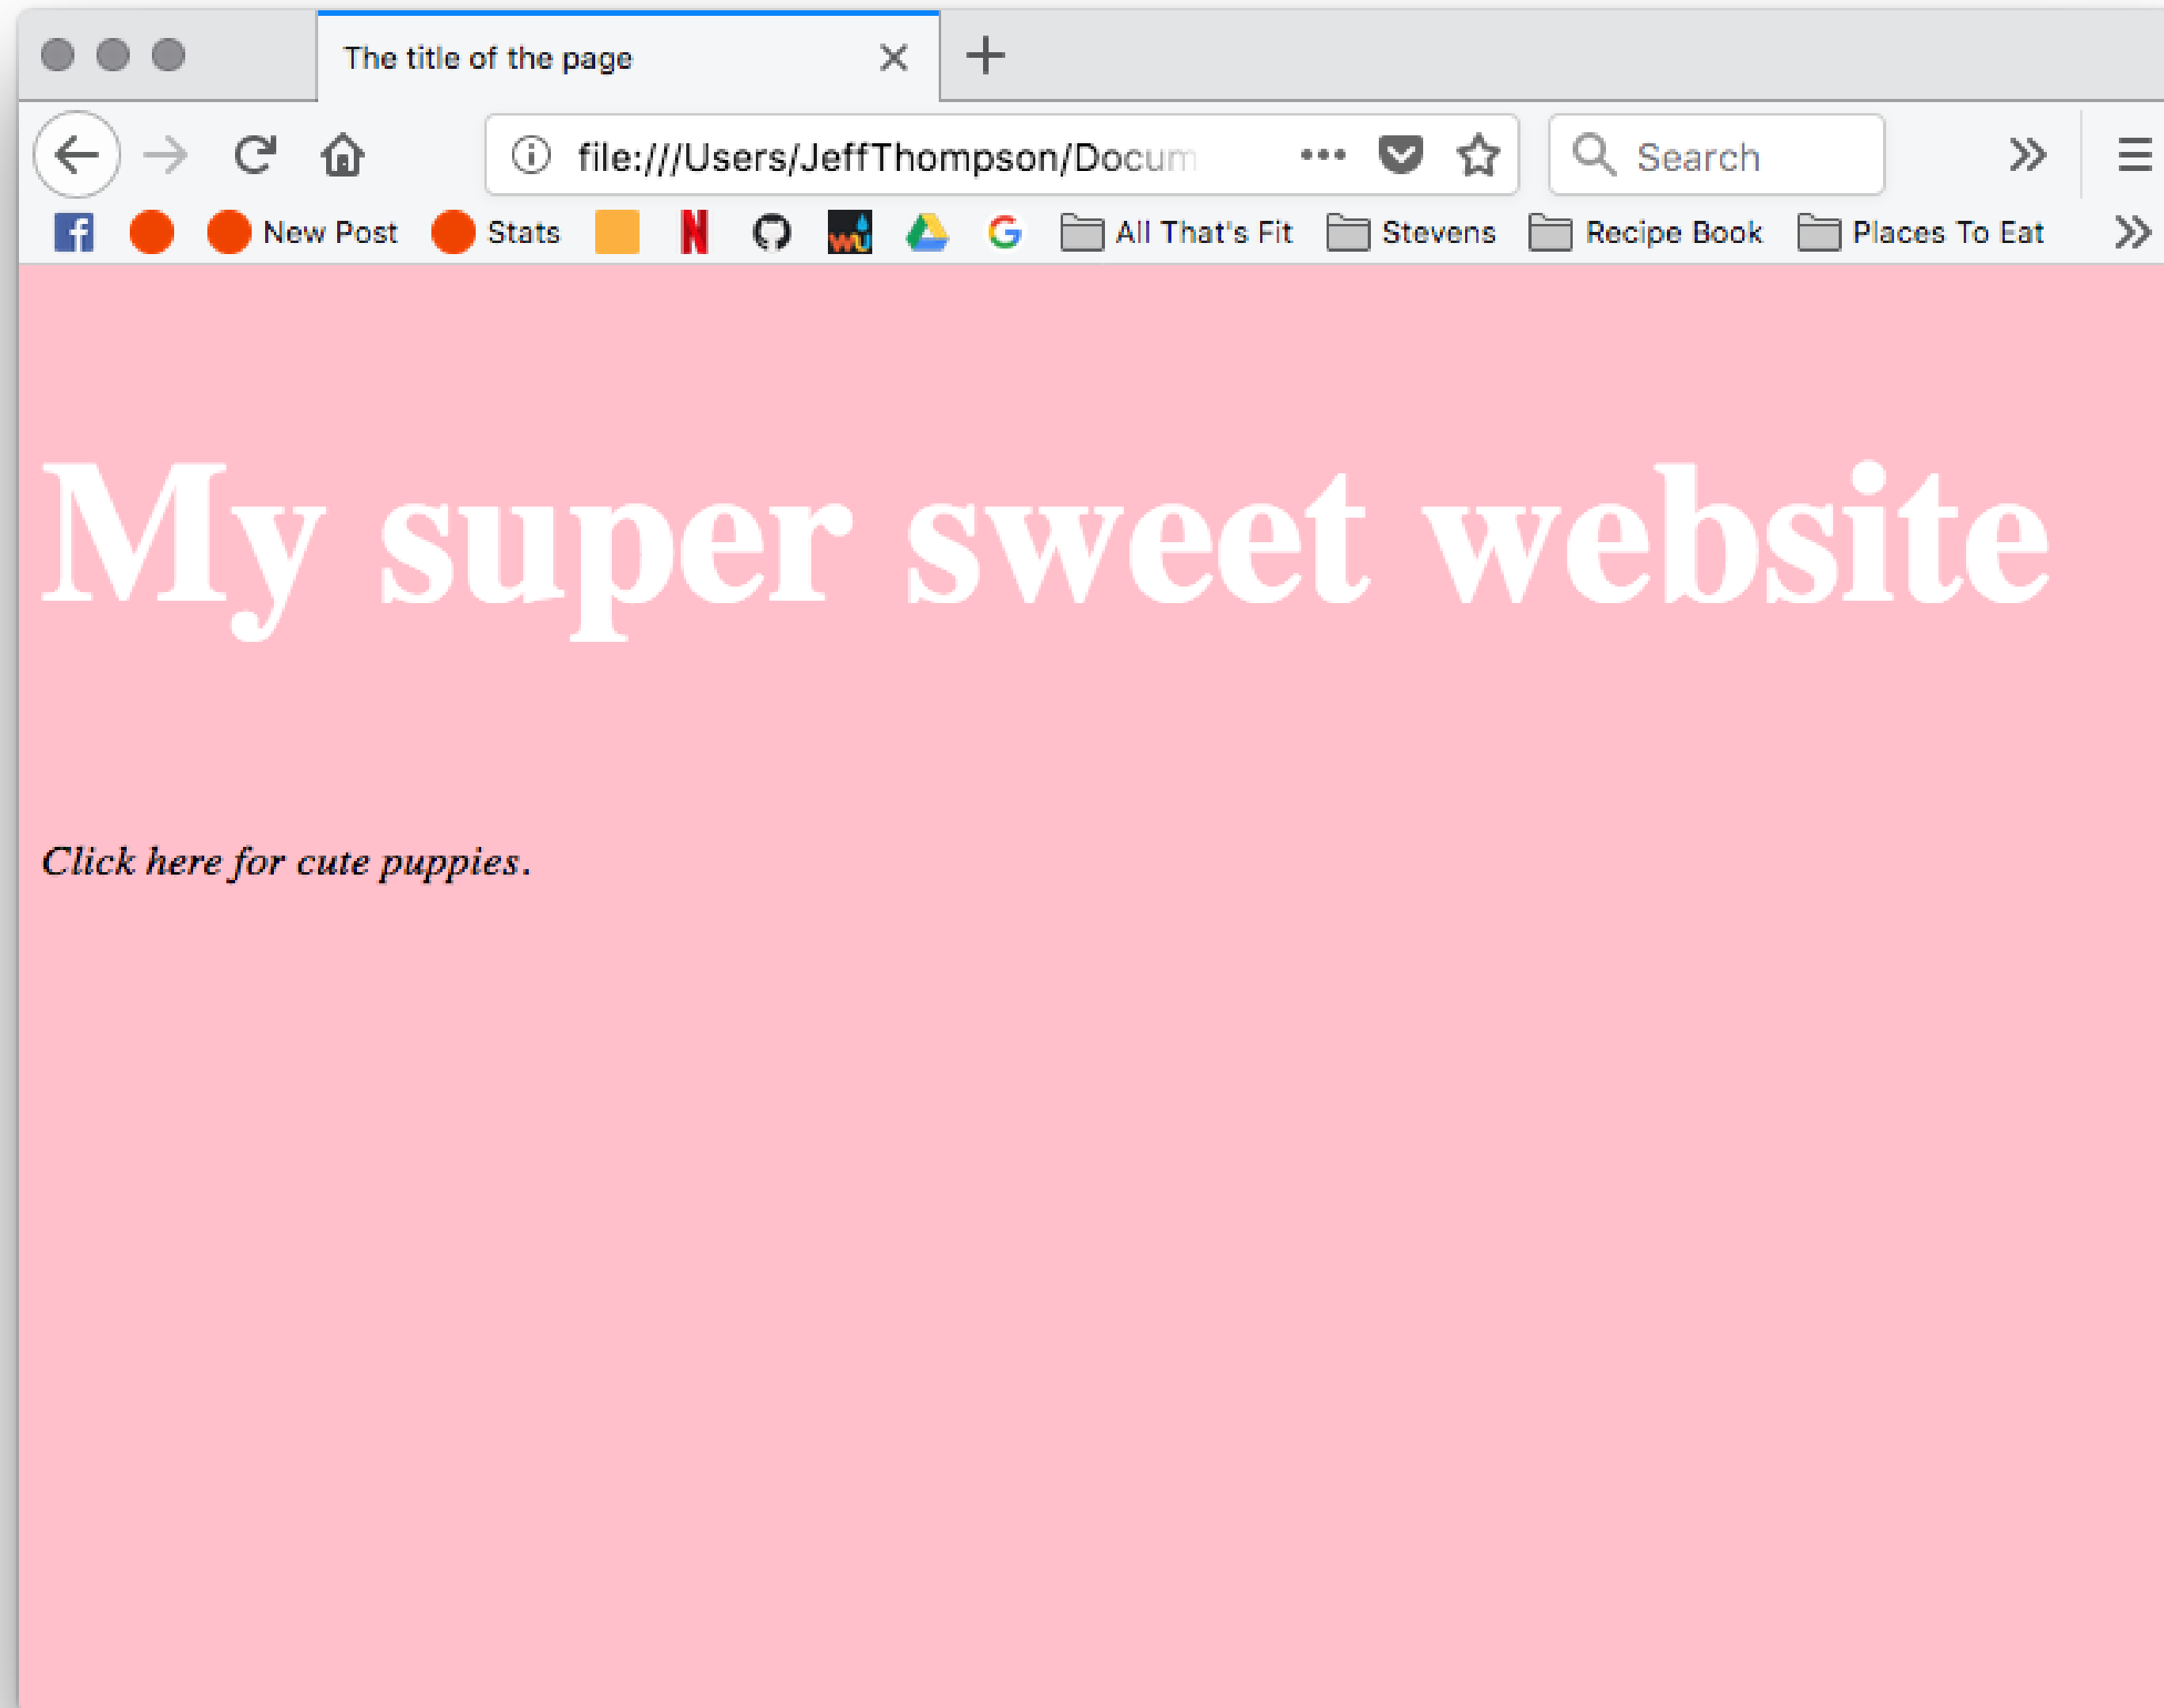 The title of the page
file:///Users/JeffThompson/Docum
Search
New Post Stats All That's Fit Stevens Recipe Book Places To Eat
My super sweet website
Click here for cute puppies.